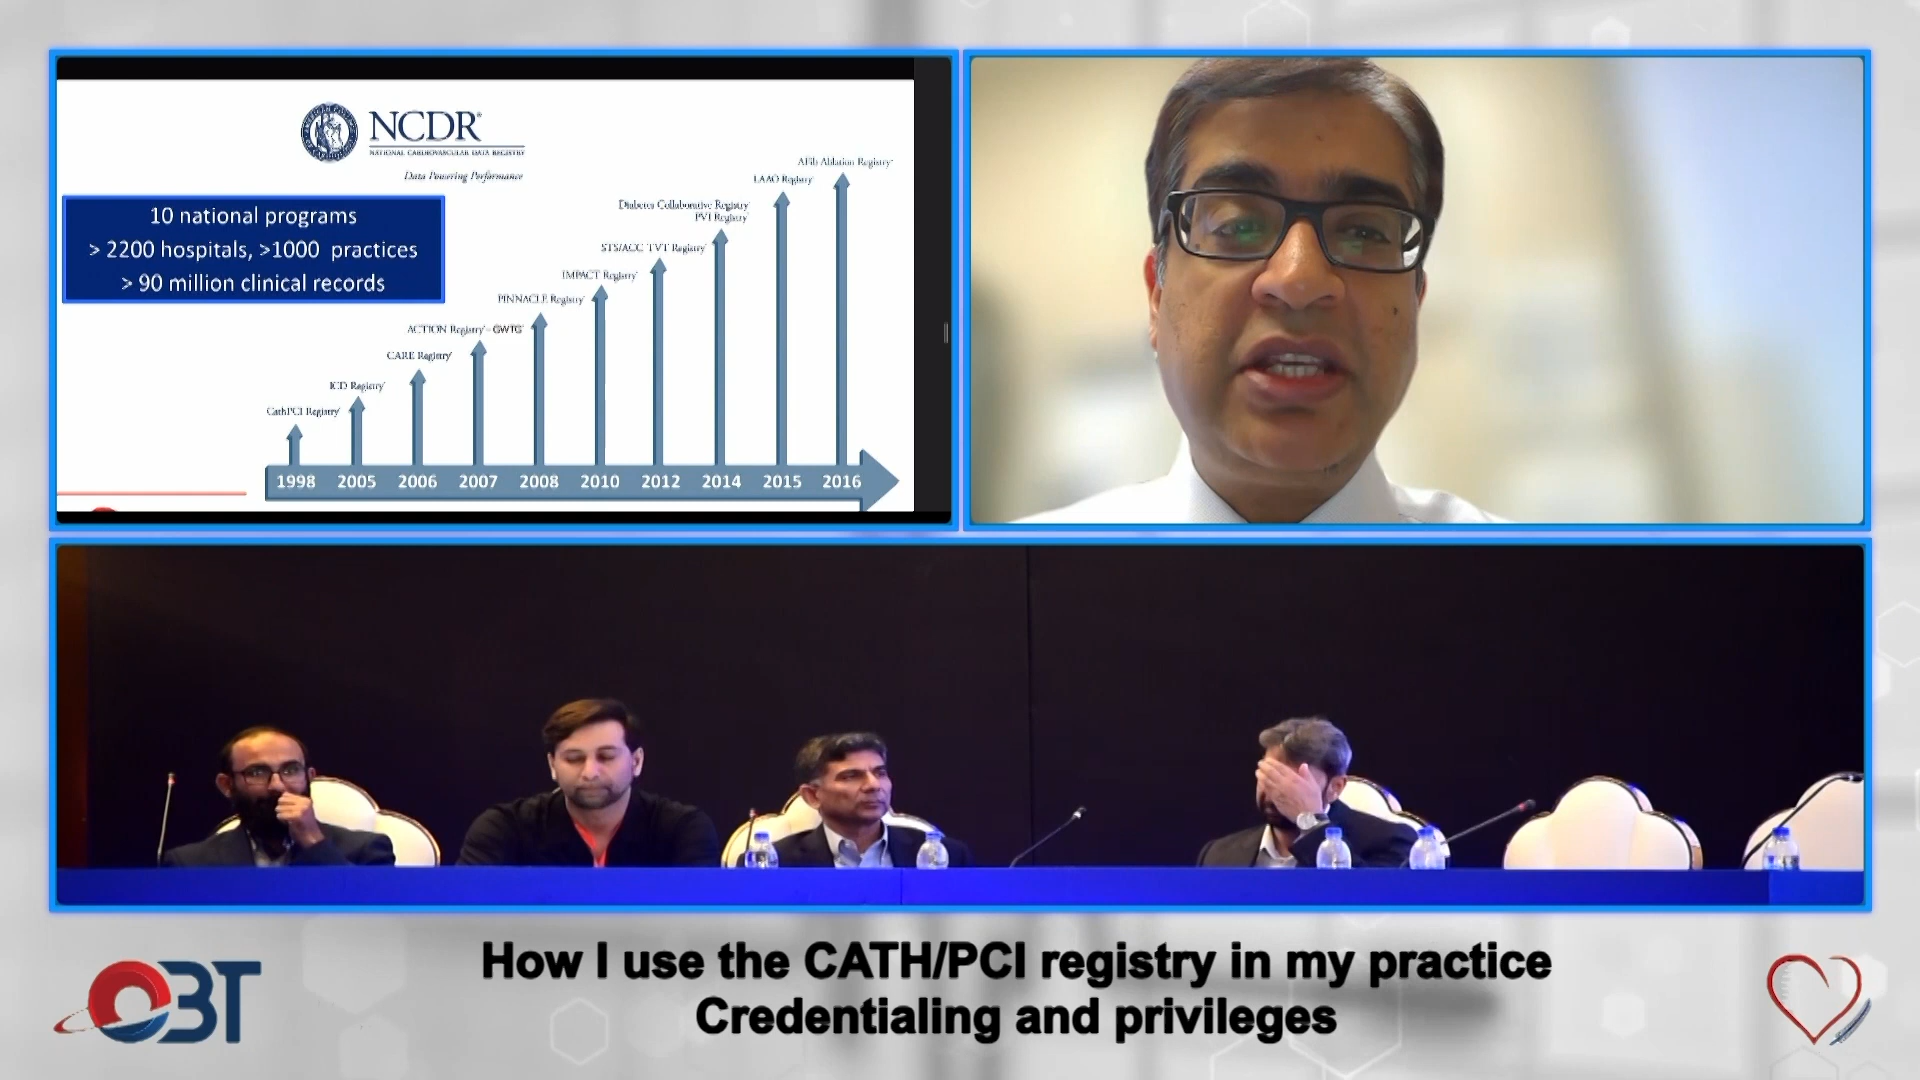 NCDR®
NATIONAL CARDIOVASCULAR DATA REGISTRY
Data Powering Performance
10 national programs
> 2200 hospitals, >1000 practices
> 90 million clinical records
AFib Ablation Registry
LAAO Registry
Diabetes Collaborative Registry
PVI Registry
STS/ACC TVT Registry
IMPACT Registry
PINNACLE Registry
ACTION Registry - GWTG
CARE Registry
ICD Registry
CathPCI Registry
1998 2005 2006 2007 2008 2010 2012 2014 2015 2016
How I use the CATH/PCI registry in my practice
Credentialing and privileges
OBT